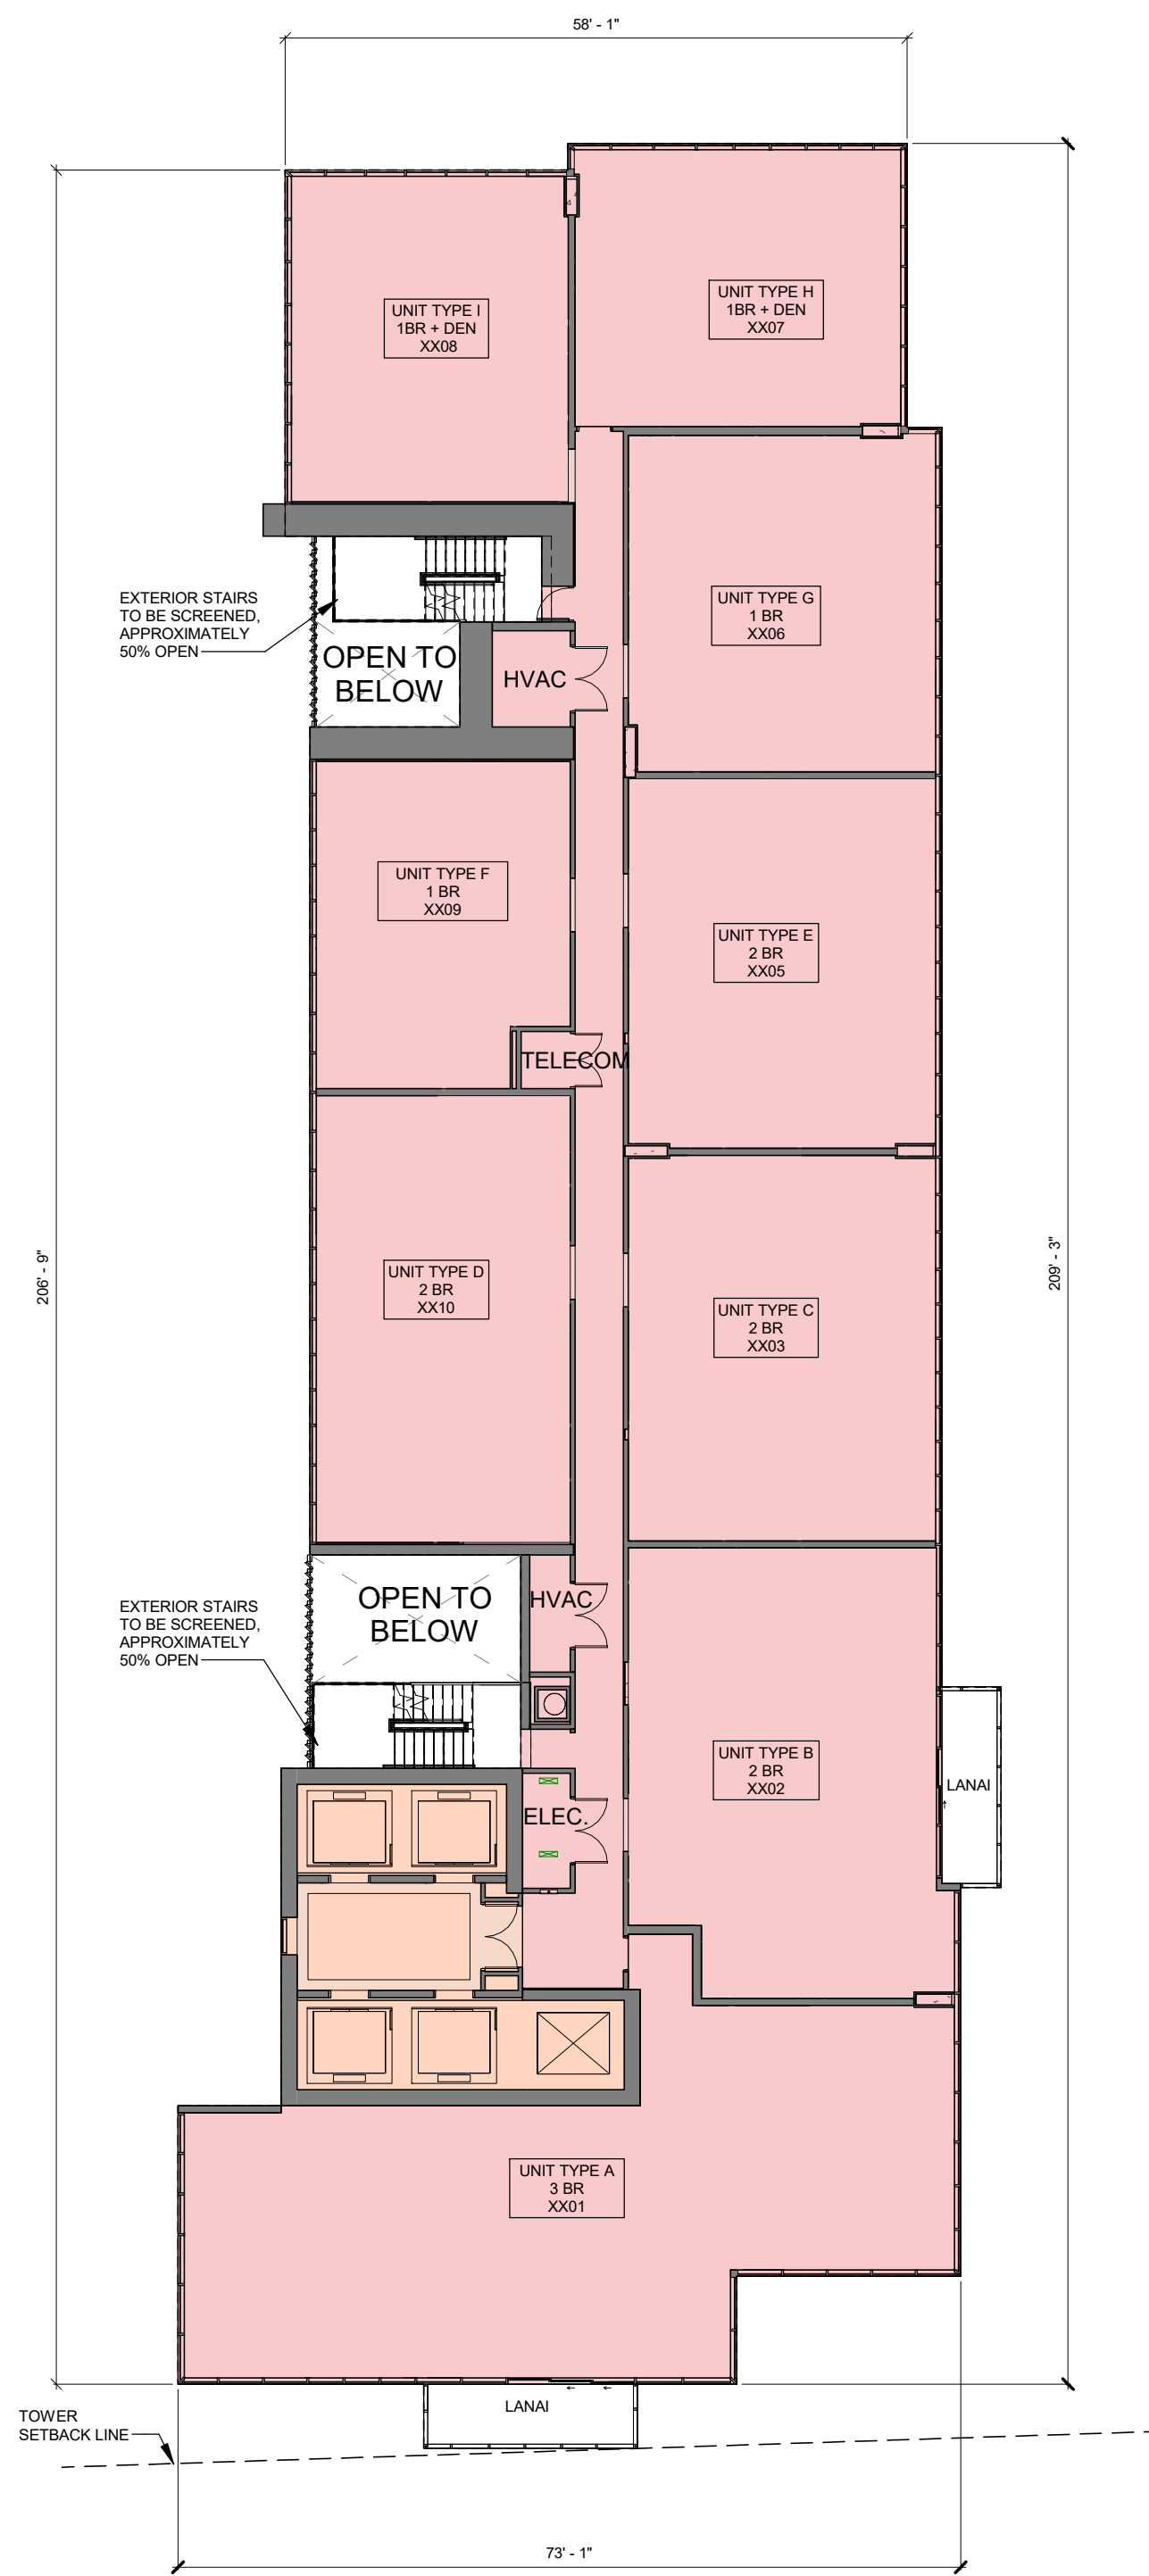 58' - 1"
UNIT TYPE H
1BR + DEN
XX07
UNIT TYPE I
1BR + DEN
XX08
EXTERIOR STAIRS
TO BE SCREENED,
APPROXIMATELY
50% OPEN
UNIT TYPE G
1 BR
XX06
OPEN TO
BELOW
HVAC
UNIT TYPE F
1 BR
XX09
UNIT TYPE E
2 BR
XX05
TELECOM
206' - 9"
209' - 3"
UNIT TYPE D
2 BR
XX10
UNIT TYPE C
2 BR
XX03
EXTERIOR STAIRS
TO BE SCREENED,
APPROXIMATELY
50% OPEN
OPEN TO
BELOW
HVAC
UNIT TYPE B
2 BR
XX02
LANAI
ELEC.
UNIT TYPE A
3 BR
XX01
LANAI
TOWER
SETBACK LINE
73' - 1"